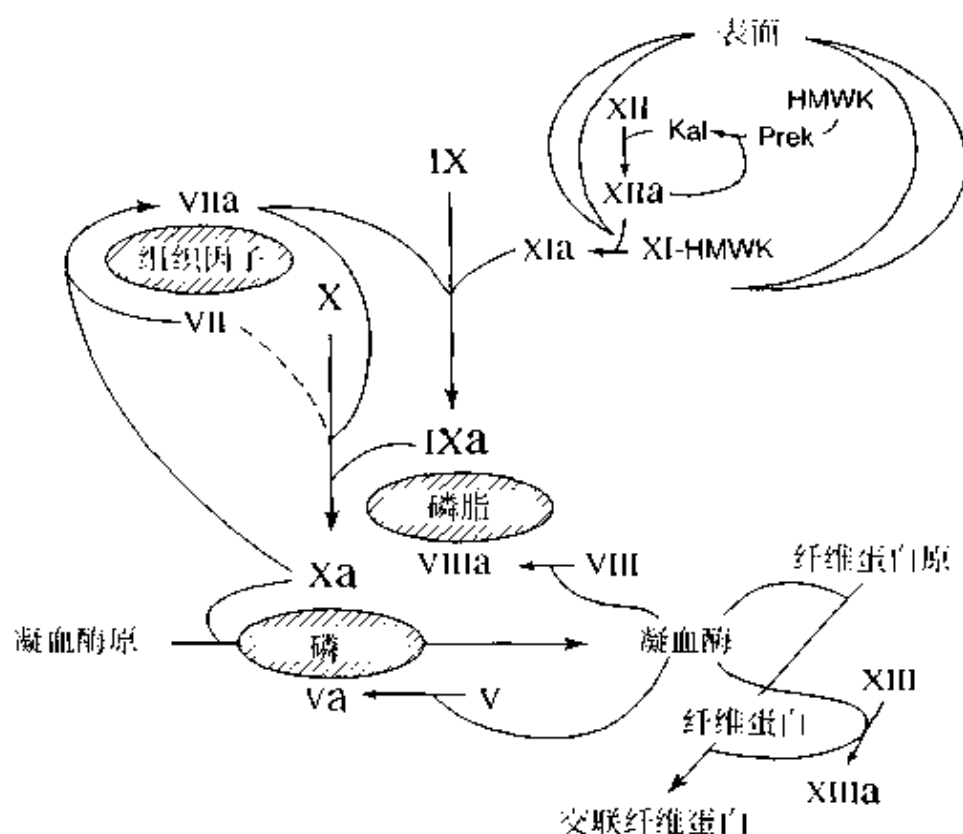 表面
HMWK
XII
Kal
Prek
IX
XIIa
VIIa
XIa
XI-HMWK
组织因子
X
VII
IXa
磷脂
VIIIa
VIII
纤维蛋白原
Xa
凝血酶原
磷
凝血酶
Va
V
XIII
纤维蛋白
XIIIa
交联纤维蛋白